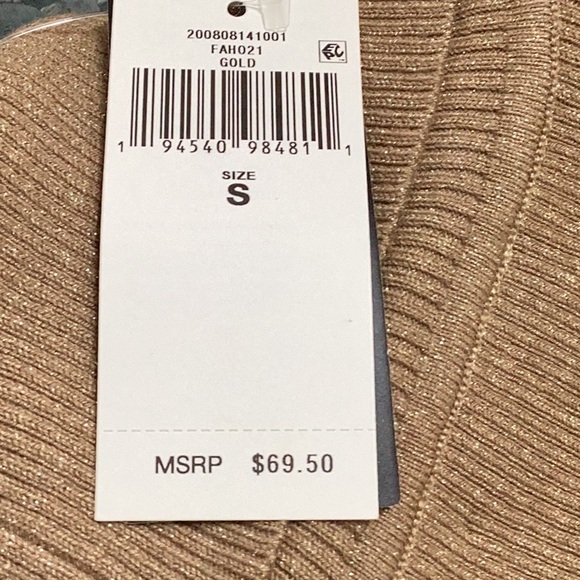 200808141001
FAH021
GOLD
1 94540 98481 1
SIZE
S
MSRP $69.50